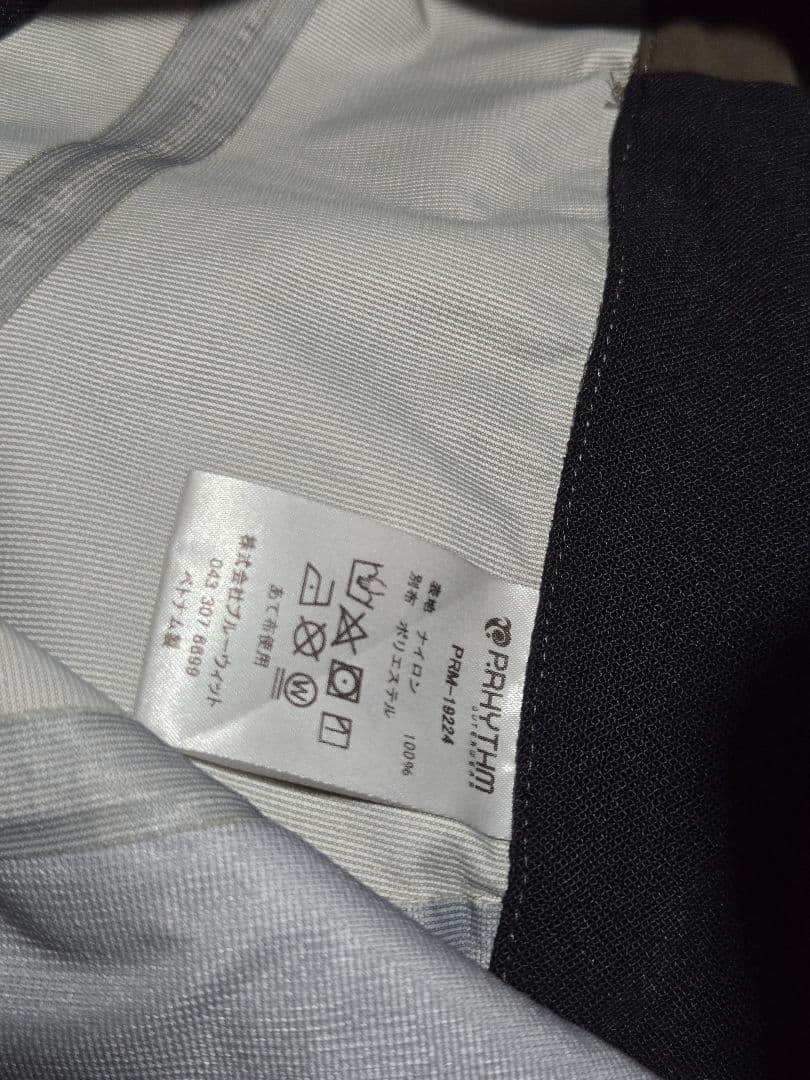 P.RHYTHM
OUTERWEAR
PRM-19224
表地 ナイロン 100%
別布 ポリエステル
W
あて布使用
株式会社ブルーウィット
043 307 6699
ベトナム製